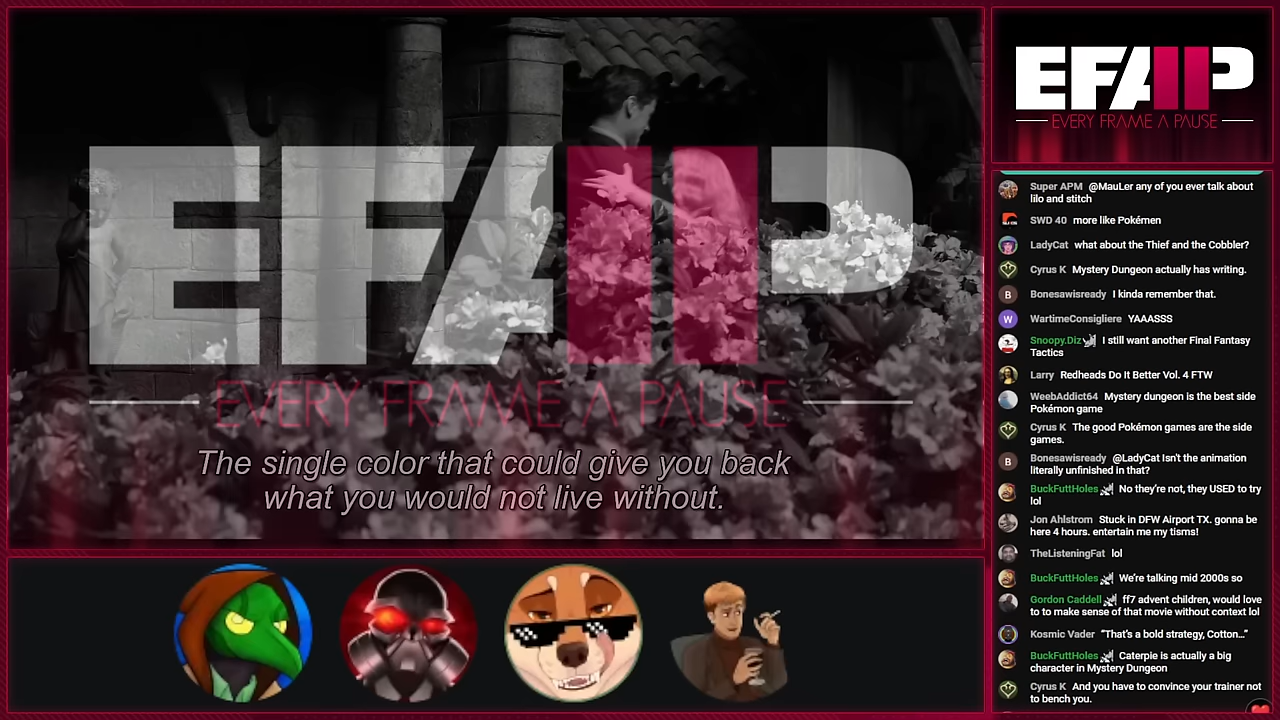 EFAP
EVERY FRAME A PAUSE
The single color that could give you back
what you would not live without.
EFAP
EVERY FRAME A PAUSE
Super APM @MauLer any of you ever talk about
lilo and stitch
SWD 40 more like Pokémen
LadyCat what about the Thief and the Cobbler?
Cyrus K Mystery Dungeon actually has writing.
B Bonesawisready I kinda remember that.
W WartimeConsigliere YAAASSS
Snoopy.Diz I still want another Final Fantasy
Tactics
Larry Redheads Do It Better Vol. 4 FTW
WeebAddict64 Mystery dungeon is the best side
Pokémon game
Cyrus K The good Pokémon games are the side
games.
B Bonesawisready @LadyCat Isn't the animation
literally unfinished in that?
BuckFuttHoles No they're not, they USED to try
lol
Jon Ahlstrom Stuck in DFW Airport TX. gonna be
here 4 hours. entertain me my tisms!
TheListeningFat lol
BuckFuttHoles We're talking mid 2000s so
Gordon Caddell ff7 advent children, would love
to to make sense of that movie without context lol
Kosmic Vader “That's a bold strategy, Cotton…”
BuckFuttHoles Caterpie is actually a big
character in Mystery Dungeon
Cyrus K And you have to convince your trainer not
to bench you.